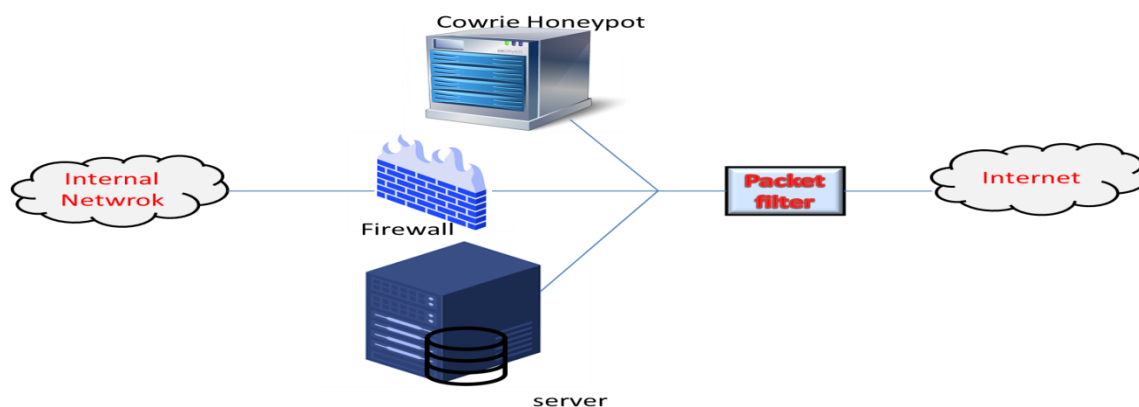 Cowrie Honeypot
Internal
Netwrok
Firewall
Packet
filter
Internet
server